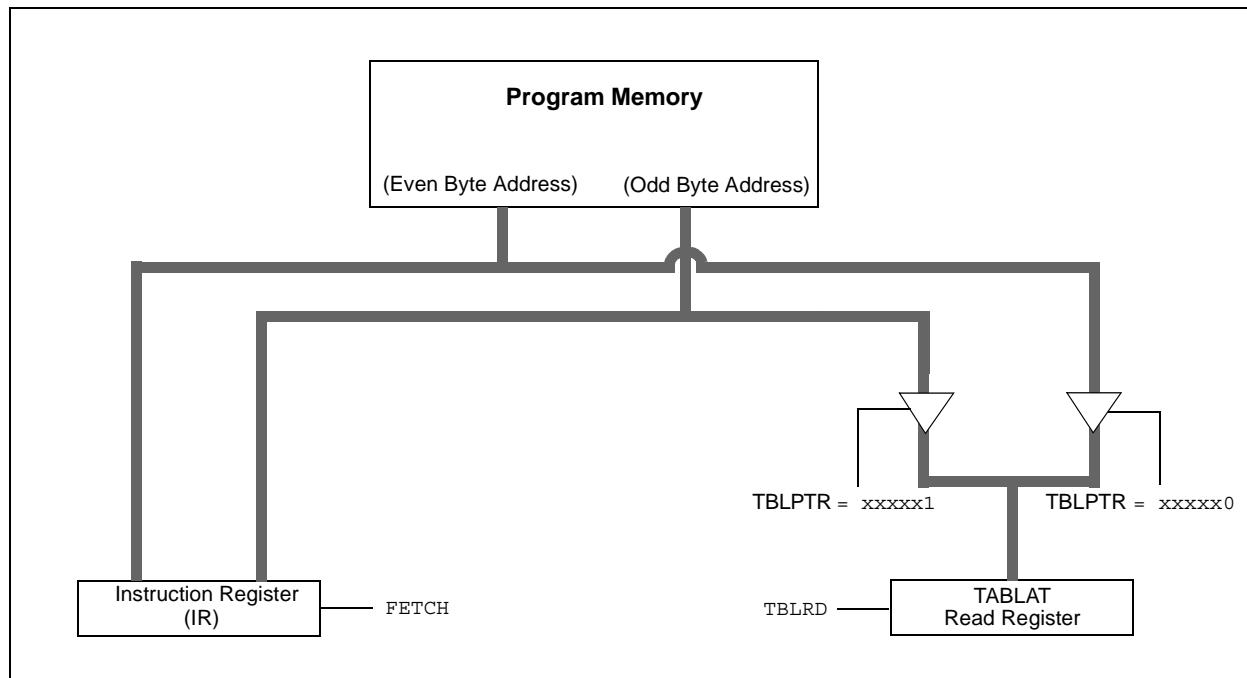 Program Memory
(Even Byte Address) (Odd Byte Address)
TBLPTR = xxxxx1 TBLPTR = xxxxx0
Instruction Register
(IR)
FETCH
TBLRD
TABLAT
Read Register